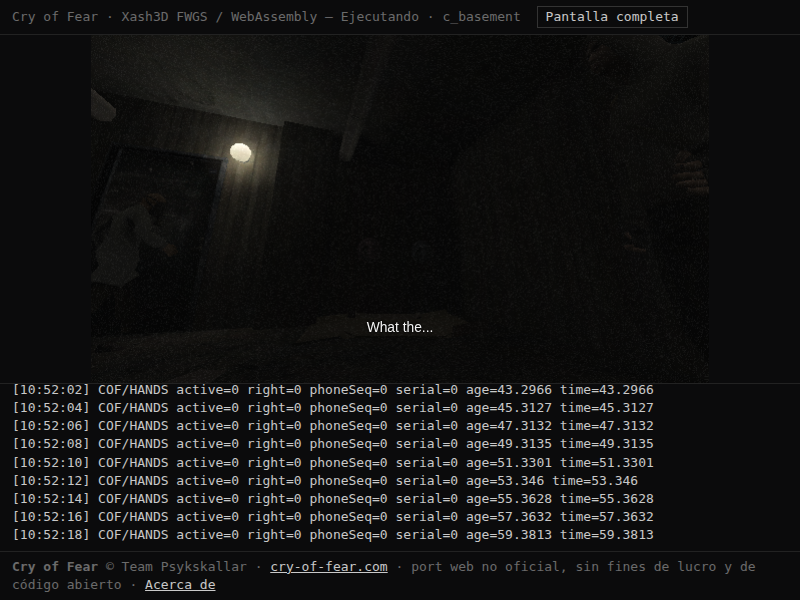 Cry of Fear · Xash3D FWGS / WebAssembly — Ejecutando · c_basement
Pantalla completa
What the...
[10:52:02] COF/HANDS active=0 right=0 phoneSeq=0 serial=0 age=43.2966 time=43.2966
[10:52:04] COF/HANDS active=0 right=0 phoneSeq=0 serial=0 age=45.3127 time=45.3127
[10:52:06] COF/HANDS active=0 right=0 phoneSeq=0 serial=0 age=47.3132 time=47.3132
[10:52:08] COF/HANDS active=0 right=0 phoneSeq=0 serial=0 age=49.3135 time=49.3135
[10:52:10] COF/HANDS active=0 right=0 phoneSeq=0 serial=0 age=51.3301 time=51.3301
[10:52:12] COF/HANDS active=0 right=0 phoneSeq=0 serial=0 age=53.346 time=53.346
[10:52:14] COF/HANDS active=0 right=0 phoneSeq=0 serial=0 age=55.3628 time=55.3628
[10:52:16] COF/HANDS active=0 right=0 phoneSeq=0 serial=0 age=57.3632 time=57.3632
[10:52:18] COF/HANDS active=0 right=0 phoneSeq=0 serial=0 age=59.3813 time=59.3813
Cry of Fear © Team Psykskallar · cry-of-fear.com · port web no oficial, sin fines de lucro y de
código abierto · Acerca de